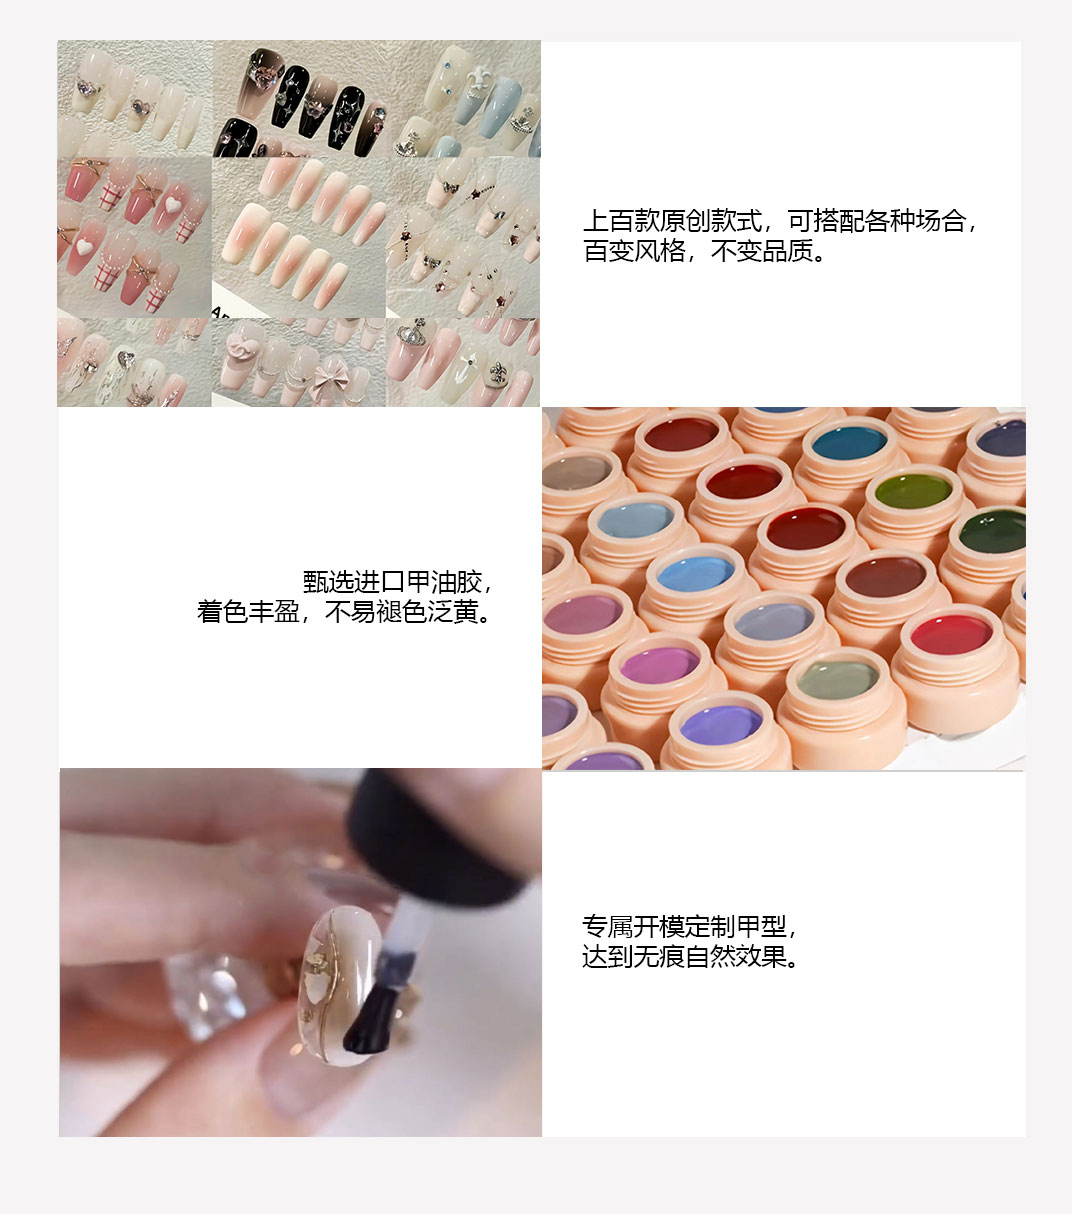 上百款原创款式，可搭配各种场合，
百变风格，不变品质。
甄选进口甲油胶，
着色丰盈，不易褪色泛黄。
专属开模定制甲型，
达到无痕自然效果。